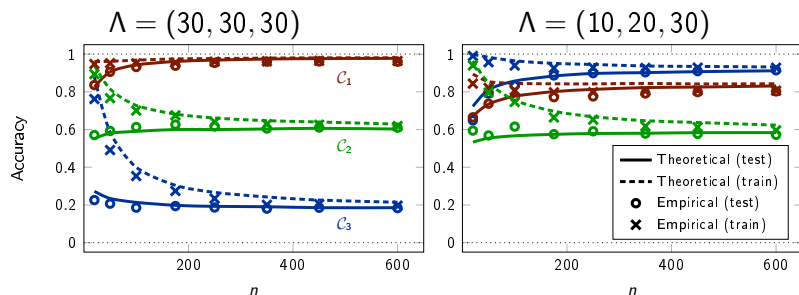 Λ = (30, 30, 30)
Λ = (10, 20, 30)
Accuracy
1
0.8
0.6
0.4
0.2
0
C₁
C₂
C₃
200
400
600
n
1
0.8
0.6
0.4
0.2
0
Theoretical (test)
Theoretical (train)
Empirical (test)
Empirical (train)
200
400
600
n